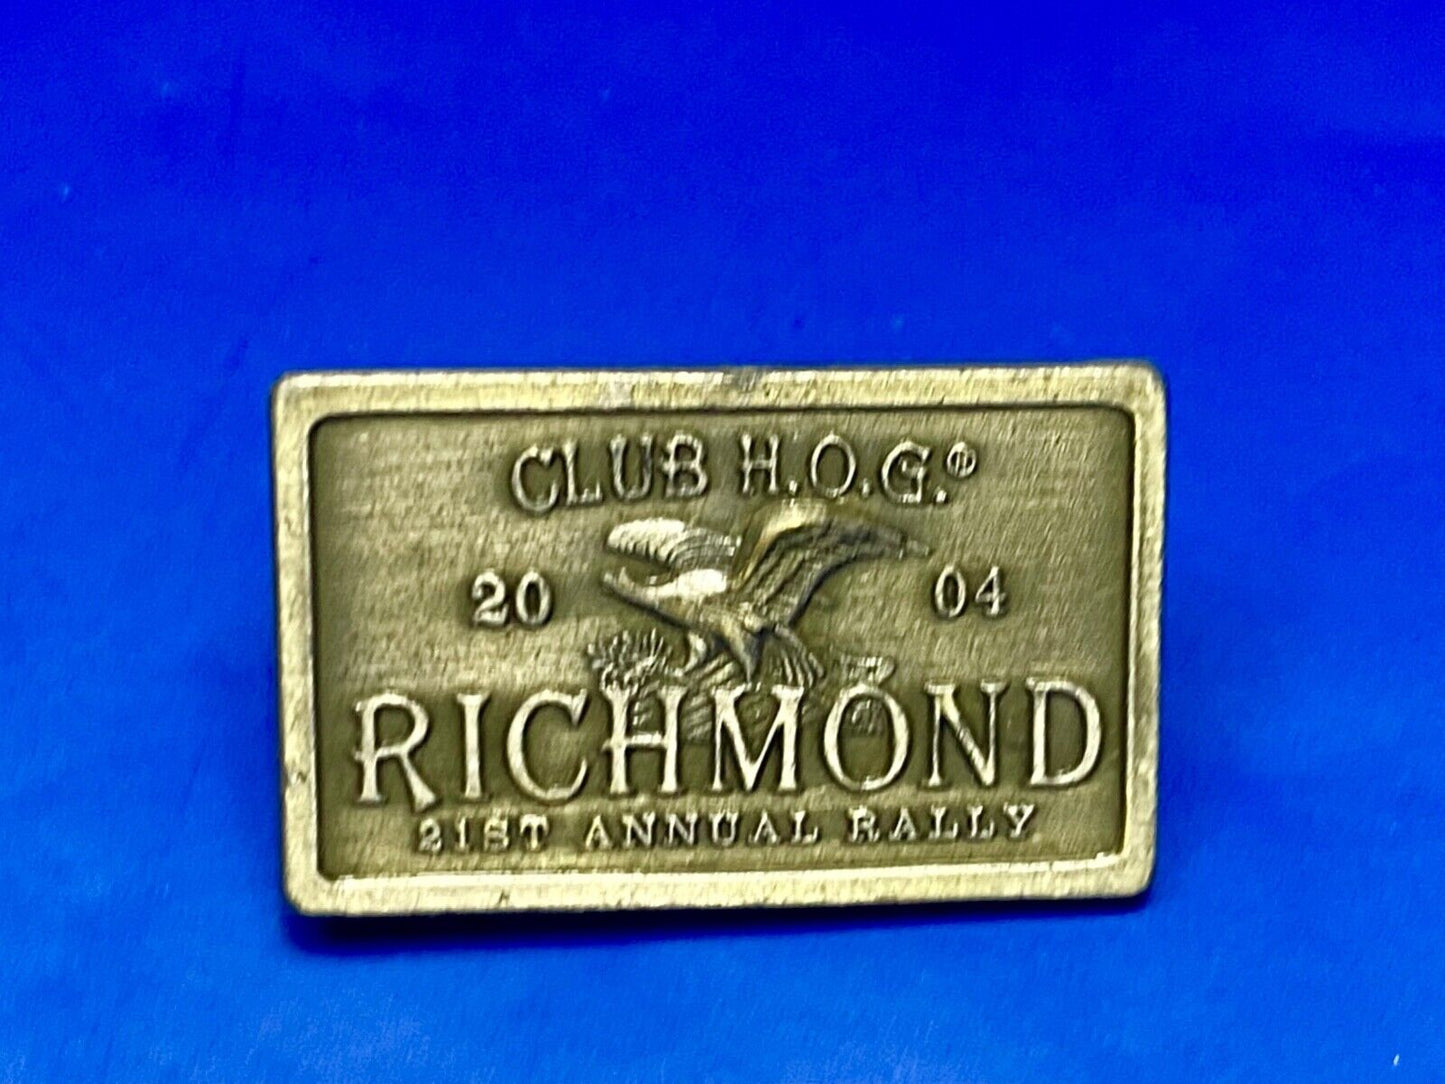 CLUB H.O.G.®
20 04
RICHMOND
21ST ANNUAL RALLY